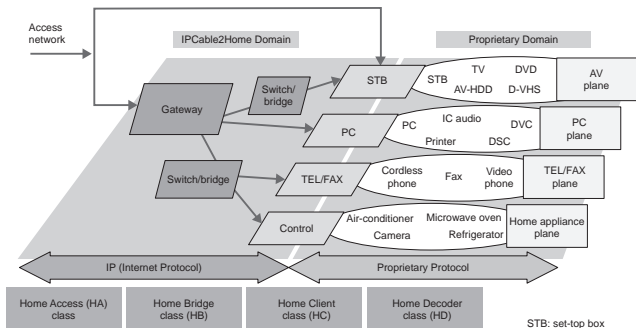 Access
network
IPCable2Home Domain
Proprietary Domain
Gateway
Switch/
bridge
Switch/bridge
STB
STB
TV
DVD
AV-HDD
D-VHS
AV
plane
PC
PC
IC audio
DVC
Printer
DSC
PC
plane
TEL/FAX
Cordless
phone
Fax
Video
phone
TEL/FAX
plane
Control
Air-conditioner
Microwave oven
Camera
Refrigerator
Home appliance
plane
IP (Internet Protocol)
Proprietary Protocol
Home Access (HA)
class
Home Bridge
class (HB)
Home Client
class (HC)
Home Decoder
class (HD)
STB: set-top box